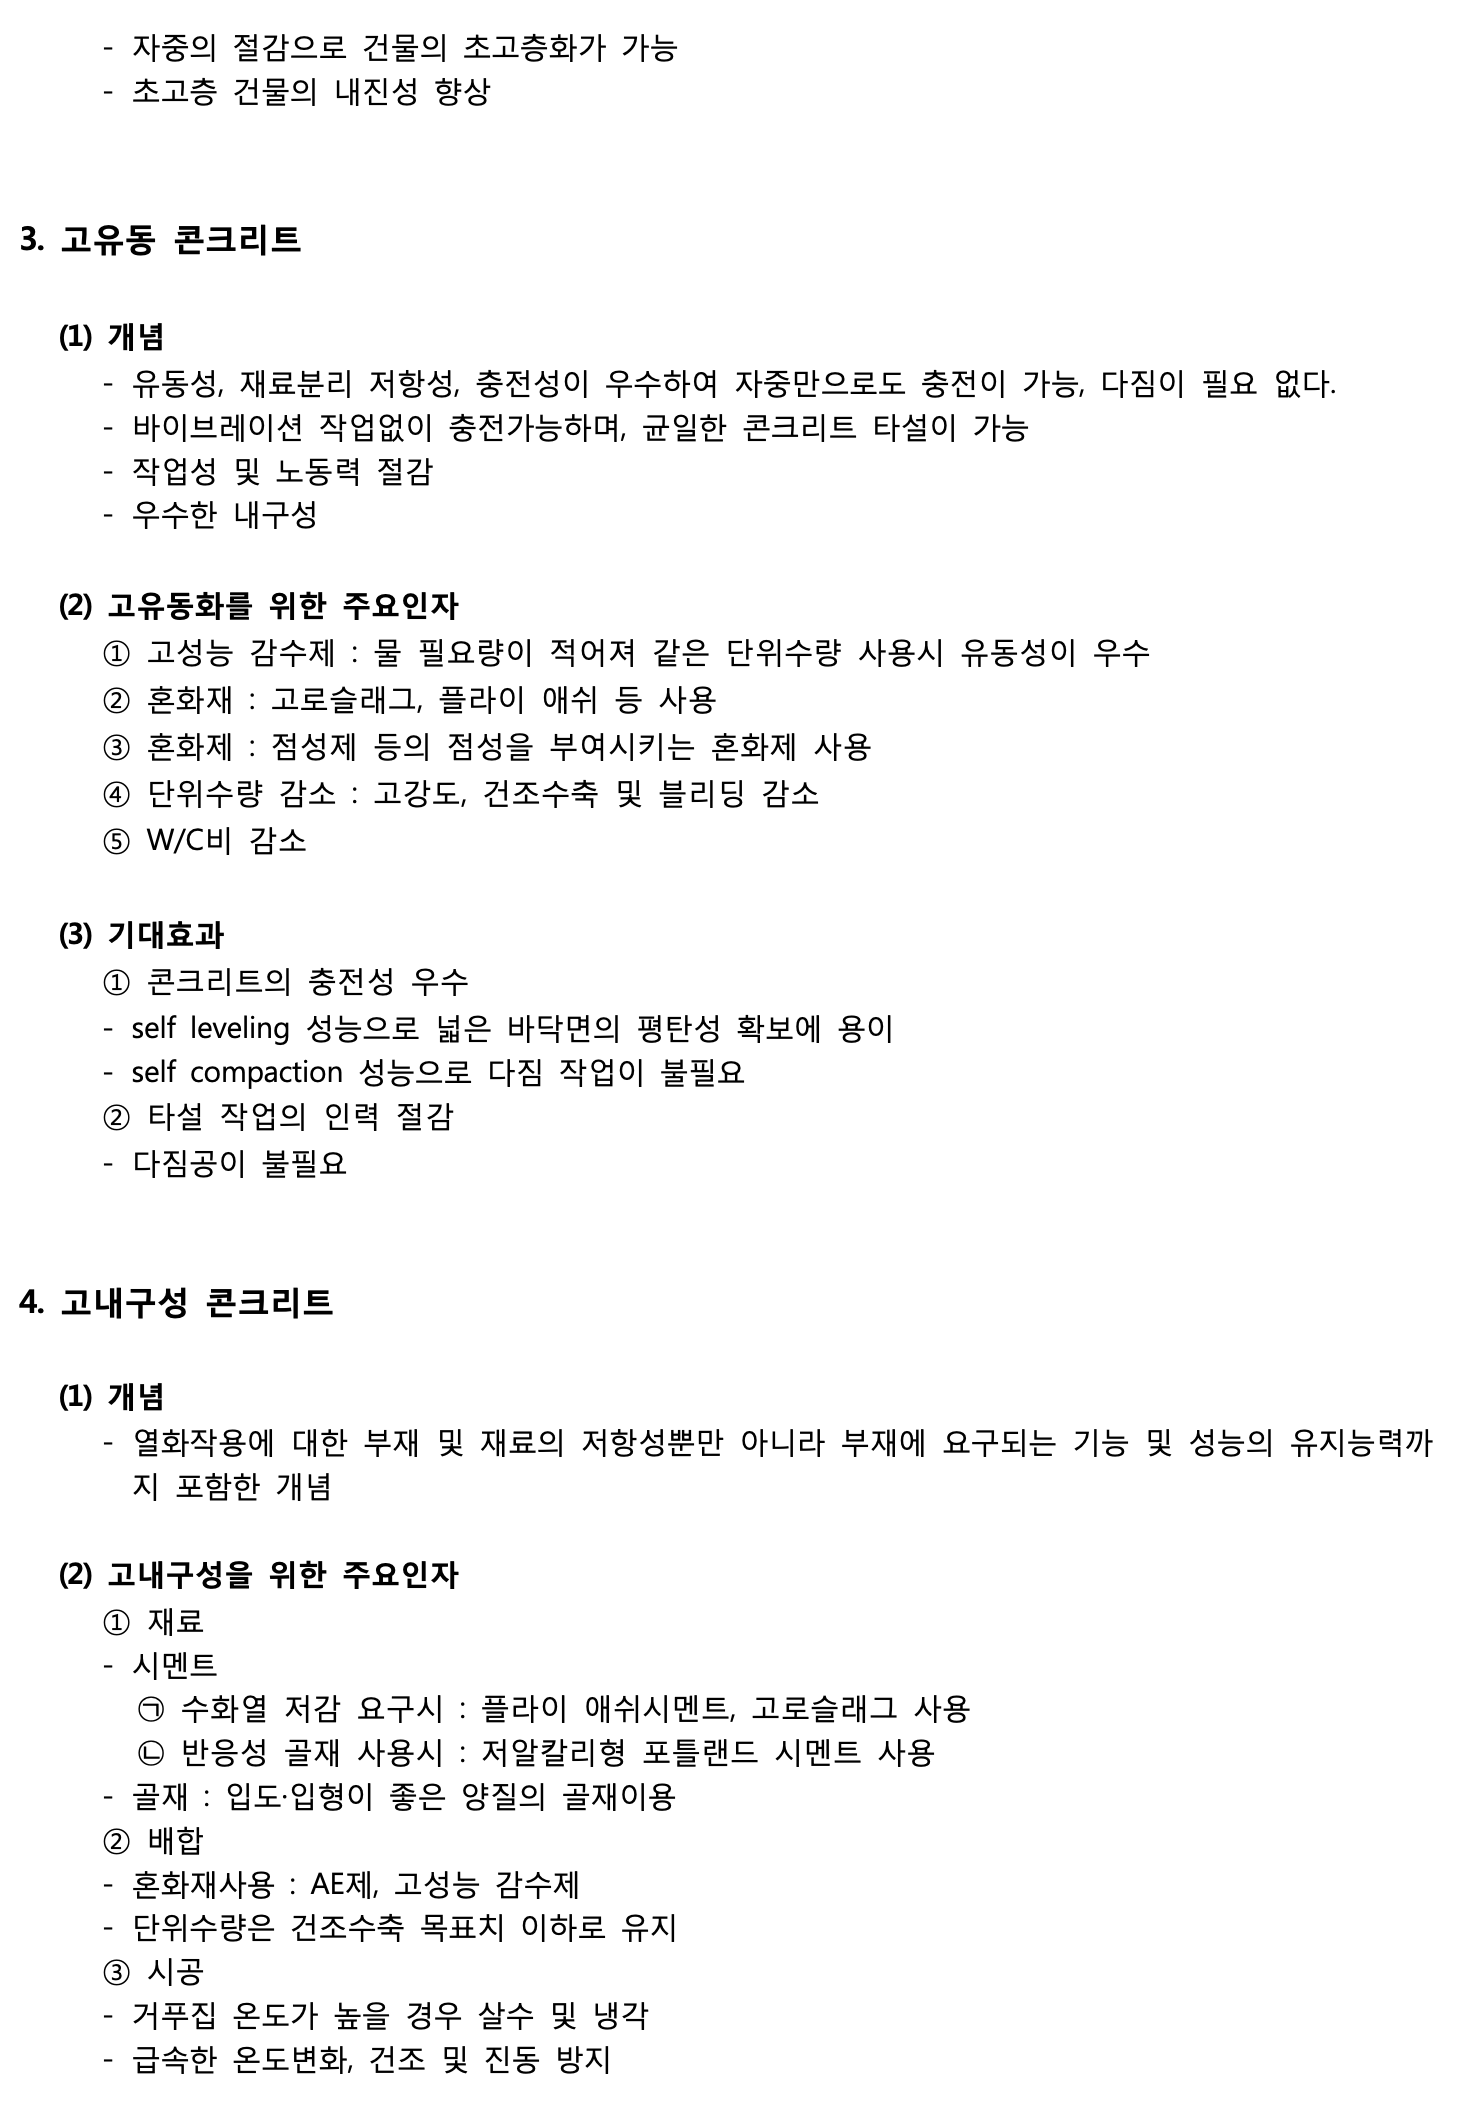 - 자중의 절감으로 건물의 초고층화가 가능
- 초고층 건물의 내진성 향상
3. 고유동 콘크리트
(1) 개념
- 유동성, 재료분리 저항성, 충전성이 우수하여 자중만으로도 충전이 가능, 다짐이 필요 없다.
- 바이브레이션 작업없이 충전가능하며, 균일한 콘크리트 타설이 가능
- 작업성 및 노동력 절감
- 우수한 내구성
(2) 고유동화를 위한 주요인자
① 고성능 감수제 : 물 필요량이 적어져 같은 단위수량 사용시 유동성이 우수
② 혼화재 : 고로슬래그, 플라이 애쉬 등 사용
③ 혼화제 : 점성제 등의 점성을 부여시키는 혼화제 사용
④ 단위수량 감소 : 고강도, 건조수축 및 블리딩 감소
⑤ W/C비 감소
(3) 기대효과
① 콘크리트의 충전성 우수
- self leveling 성능으로 넓은 바닥면의 평탄성 확보에 용이
- self compaction 성능으로 다짐 작업이 불필요
② 타설 작업의 인력 절감
- 다짐공이 불필요
4. 고내구성 콘크리트
(1) 개념
- 열화작용에 대한 부재 및 재료의 저항성뿐만 아니라 부재에 요구되는 기능 및 성능의 유지능력까
지 포함한 개념
(2) 고내구성을 위한 주요인자
① 재료
- 시멘트
㉠ 수화열 저감 요구시 : 플라이 애쉬시멘트, 고로슬래그 사용
㉡ 반응성 골재 사용시 : 저알칼리형 포틀랜드 시멘트 사용
- 골재 : 입도·입형이 좋은 양질의 골재이용
② 배합
- 혼화재사용 : AE제, 고성능 감수제
- 단위수량은 건조수축 목표치 이하로 유지
③ 시공
- 거푸집 온도가 높을 경우 살수 및 냉각
- 급속한 온도변화, 건조 및 진동 방지